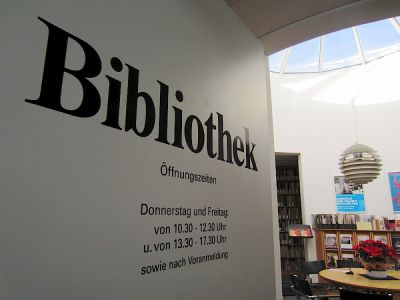 Bibliothek
Öffnungszeiten
Donnerstag und Freitag:
von 10.30 - 12.30 Uhr
u. von 13.30 - 17.30 Uhr
sowie nach Voranmeldung